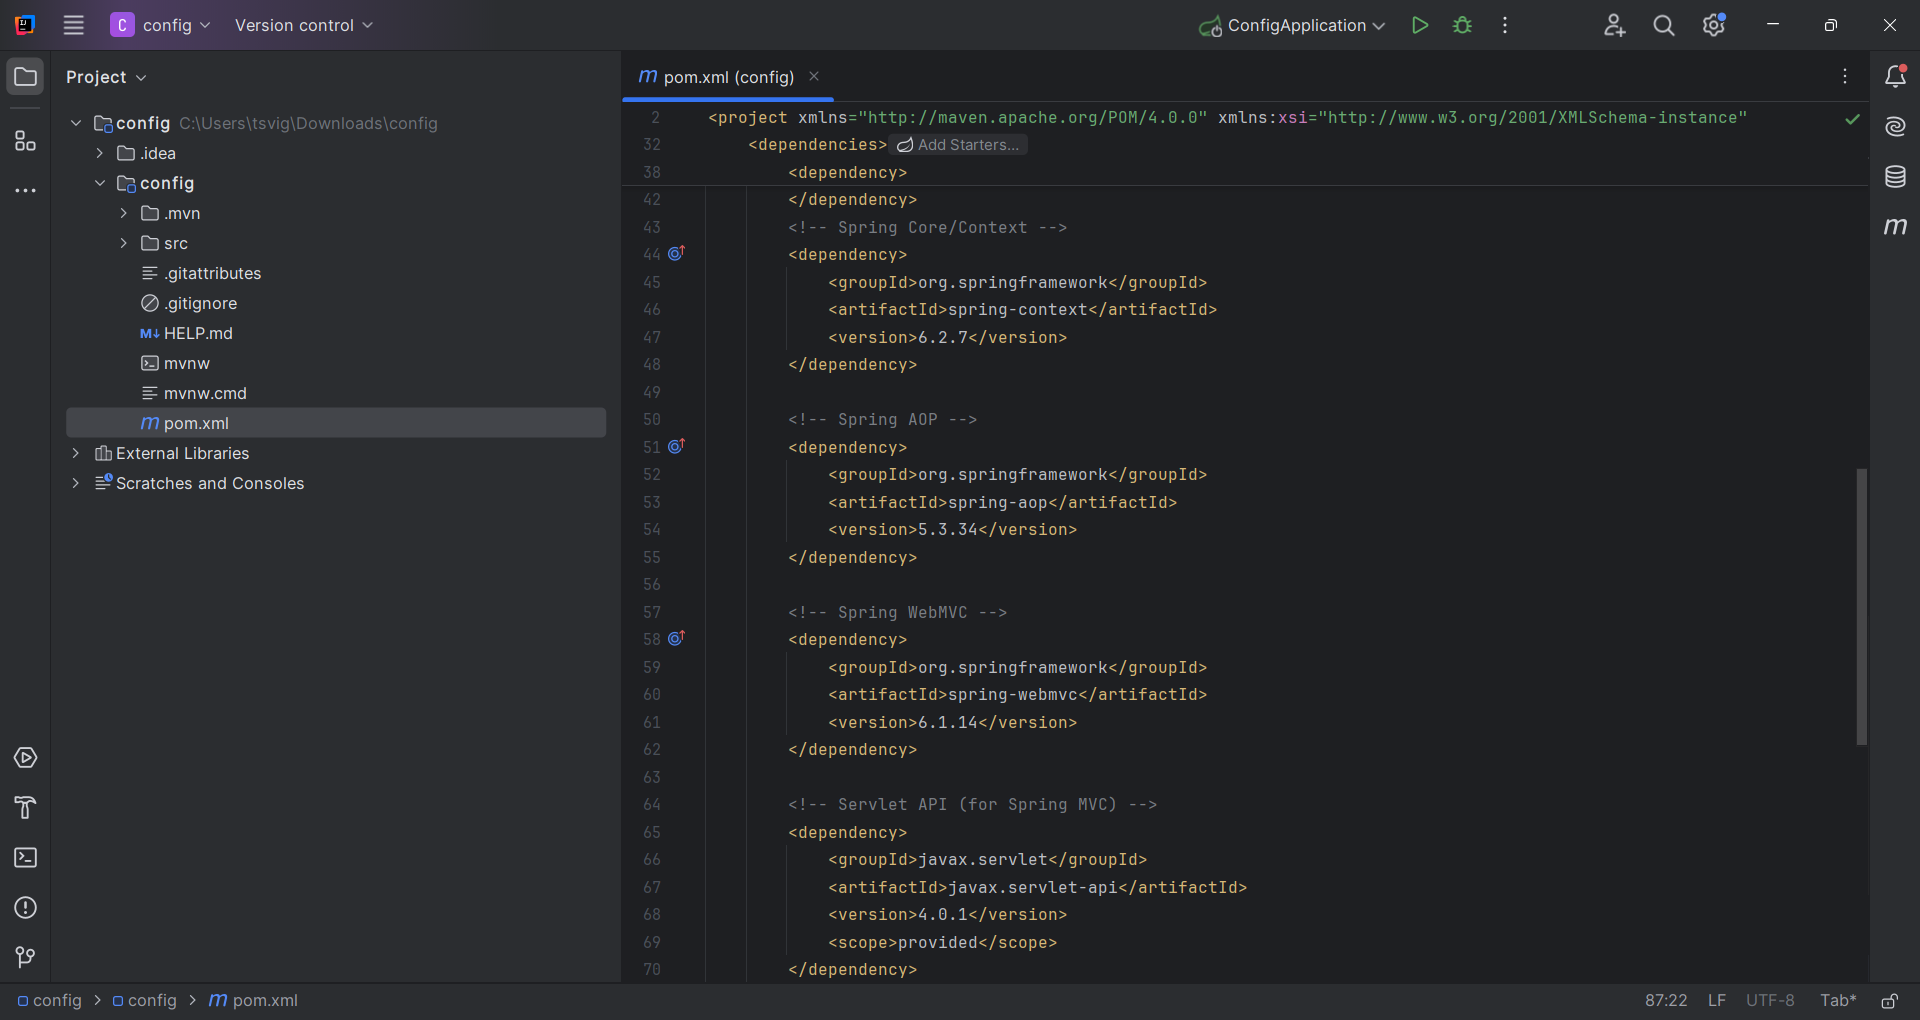 C config Version control ConfigApplication
Project
config C:\Users\tsvig\Downloads\config
.idea
config
.mvn
src
.gitattributes
.gitignore
M↓ HELP.md
mvnw
mvnw.cmd
m pom.xml
External Libraries
Scratches and Consoles
m pom.xml (config)
2 <project xmlns="http://maven.apache.org/POM/4.0.0" xmlns:xsi="http://www.w3.org/2001/XMLSchema-instance"
32 <dependencies> Add Starters...
38 <dependency>
42 </dependency>
43 <!-- Spring Core/Context -->
44 <dependency>
45 <groupId>org.springframework</groupId>
46 <artifactId>spring-context</artifactId>
47 <version>6.2.7</version>
48 </dependency>
49
50 <!-- Spring AOP -->
51 <dependency>
52 <groupId>org.springframework</groupId>
53 <artifactId>spring-aop</artifactId>
54 <version>5.3.34</version>
55 </dependency>
56
57 <!-- Spring WebMVC -->
58 <dependency>
59 <groupId>org.springframework</groupId>
60 <artifactId>spring-webmvc</artifactId>
61 <version>6.1.14</version>
62 </dependency>
63
64 <!-- Servlet API (for Spring MVC) -->
65 <dependency>
66 <groupId>javax.servlet</groupId>
67 <artifactId>javax.servlet-api</artifactId>
68 <version>4.0.1</version>
69 <scope>provided</scope>
70 </dependency>
m
config > config > m pom.xml 87:22 LF UTF-8 Tab*